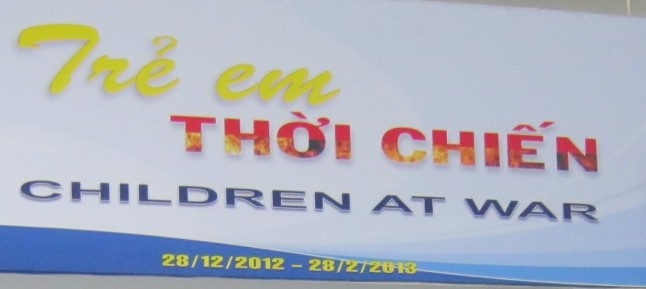 Trẻ em
THỜI CHIẾN
CHILDREN AT WAR
28/12/2012 – 28/2/2013